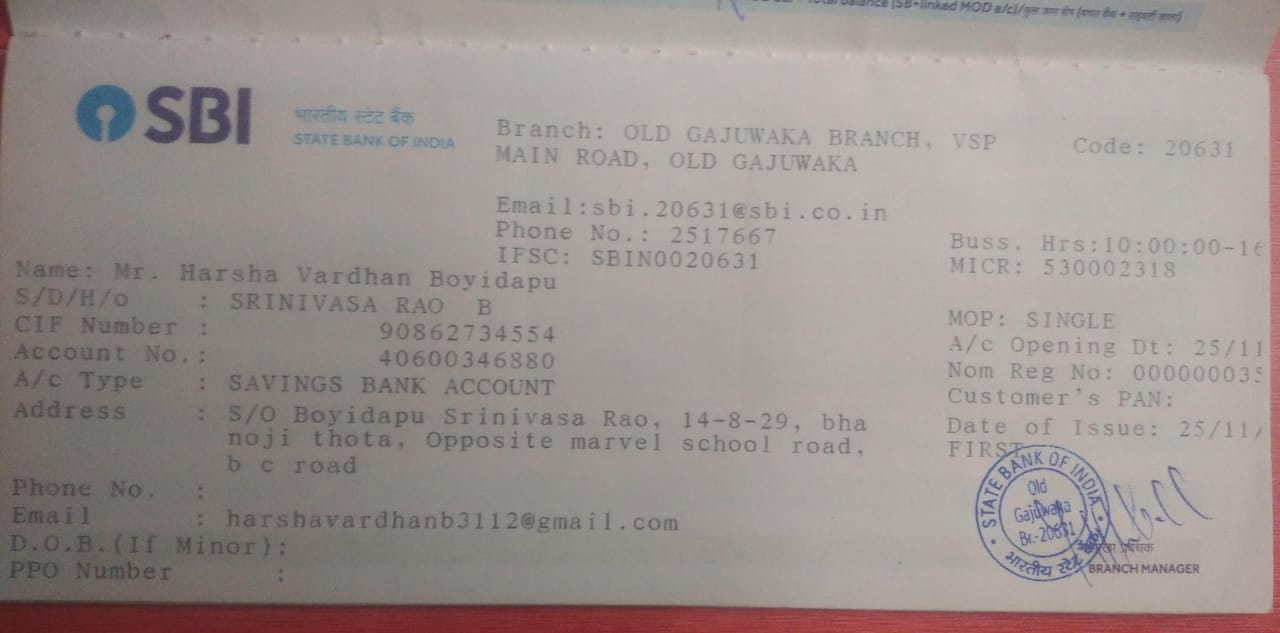 Total balance (SB+linked MOD a/c)/कुल जमा शेष (बचत बैंक + सहवर्ती खाता)
SBI
भारतीय स्टेट बैंक
STATE BANK OF INDIA
Branch: OLD GAJUWAKA BRANCH, VSP
Code: 20631
MAIN ROAD, OLD GAJUWAKA
Email:sbi.20631@sbi.co.in
Phone No.: 2517667
Buss. Hrs:10:00:00-16
IFSC: SBIN0020631
MICR: 530002318
Name: Mr. Harsha Vardhan Boyidapu
S/D/H/o : SRINIVASA RAO B
CIF Number : 90862734554
MOP: SINGLE
Account No.: 40600346880
A/c Opening Dt: 25/11
A/c Type : SAVINGS BANK ACCOUNT
Nom Reg No: 000000035
Customer's PAN:
Address : S/O Boyidapu Srinivasa Rao, 14-8-29, bha
noji thota, Opposite marvel school road,
b c road
Date of Issue: 25/11/
FIRST
Phone No. :
Email : harshavardhanb3112@gmail.com
D.O.B.(If Minor):
PPO Number :
STATE BANK OF INDIA
Old
Gajuwaka
Br.-20631
भारतीय स्टेट बैंक
प्रबंधक
BRANCH MANAGER